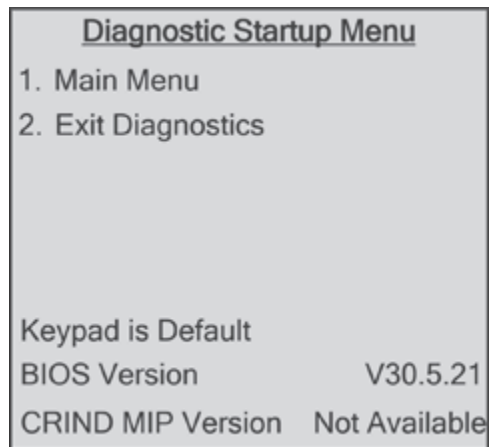 Diagnostic Startup Menu
1. Main Menu
2. Exit Diagnostics
Keypad is Default
BIOS Version V30.5.21
CRIND MIP Version Not Available